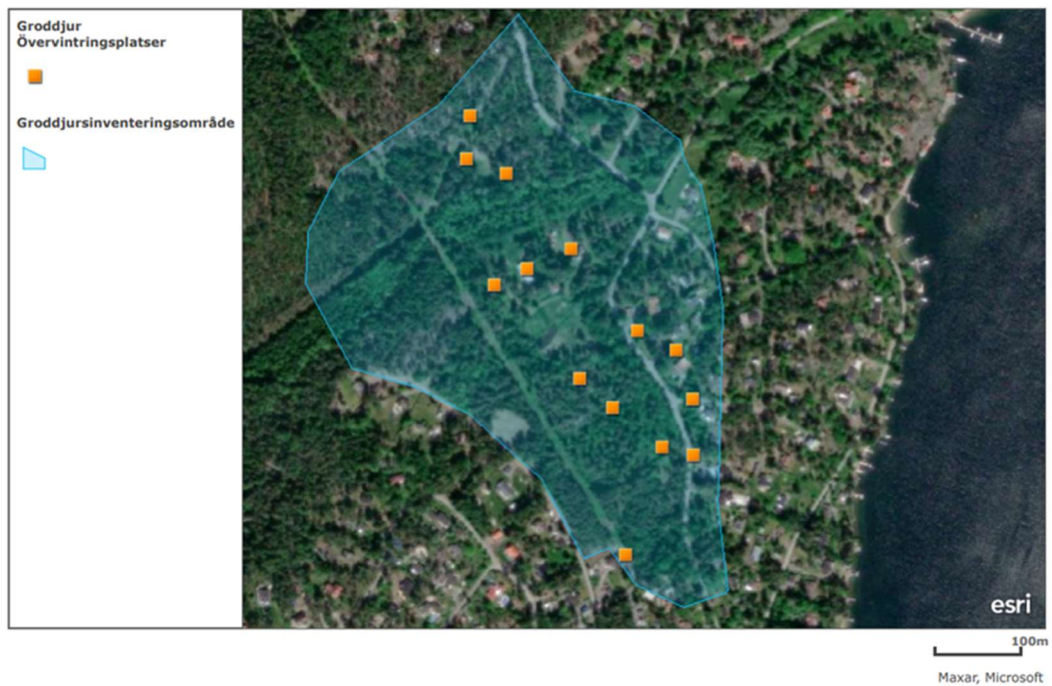 Groddjur
Övervintringsplatser
Groddjursinventeringsområde
esri
100m
Maxar, Microsoft